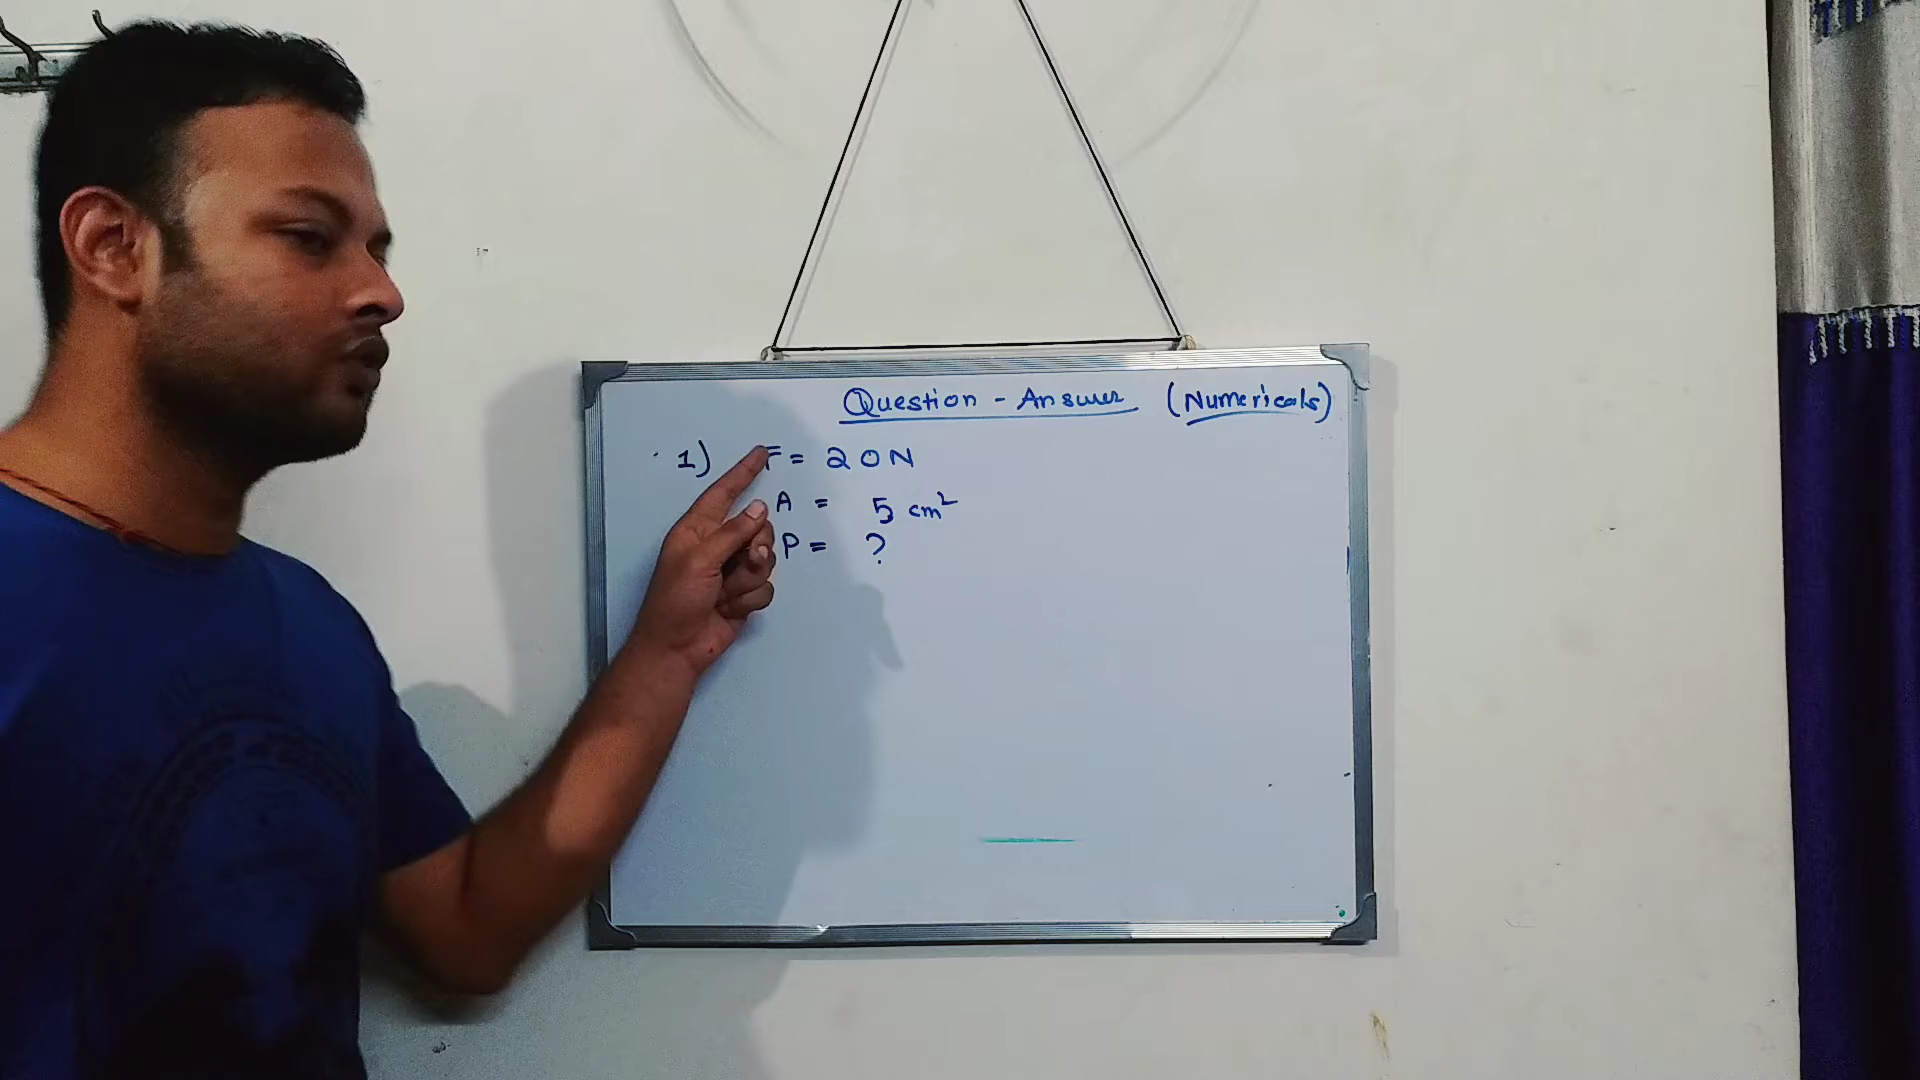 Question - Answer (Numericals)
1) F = 20N
A = 5 cm²
P = ?